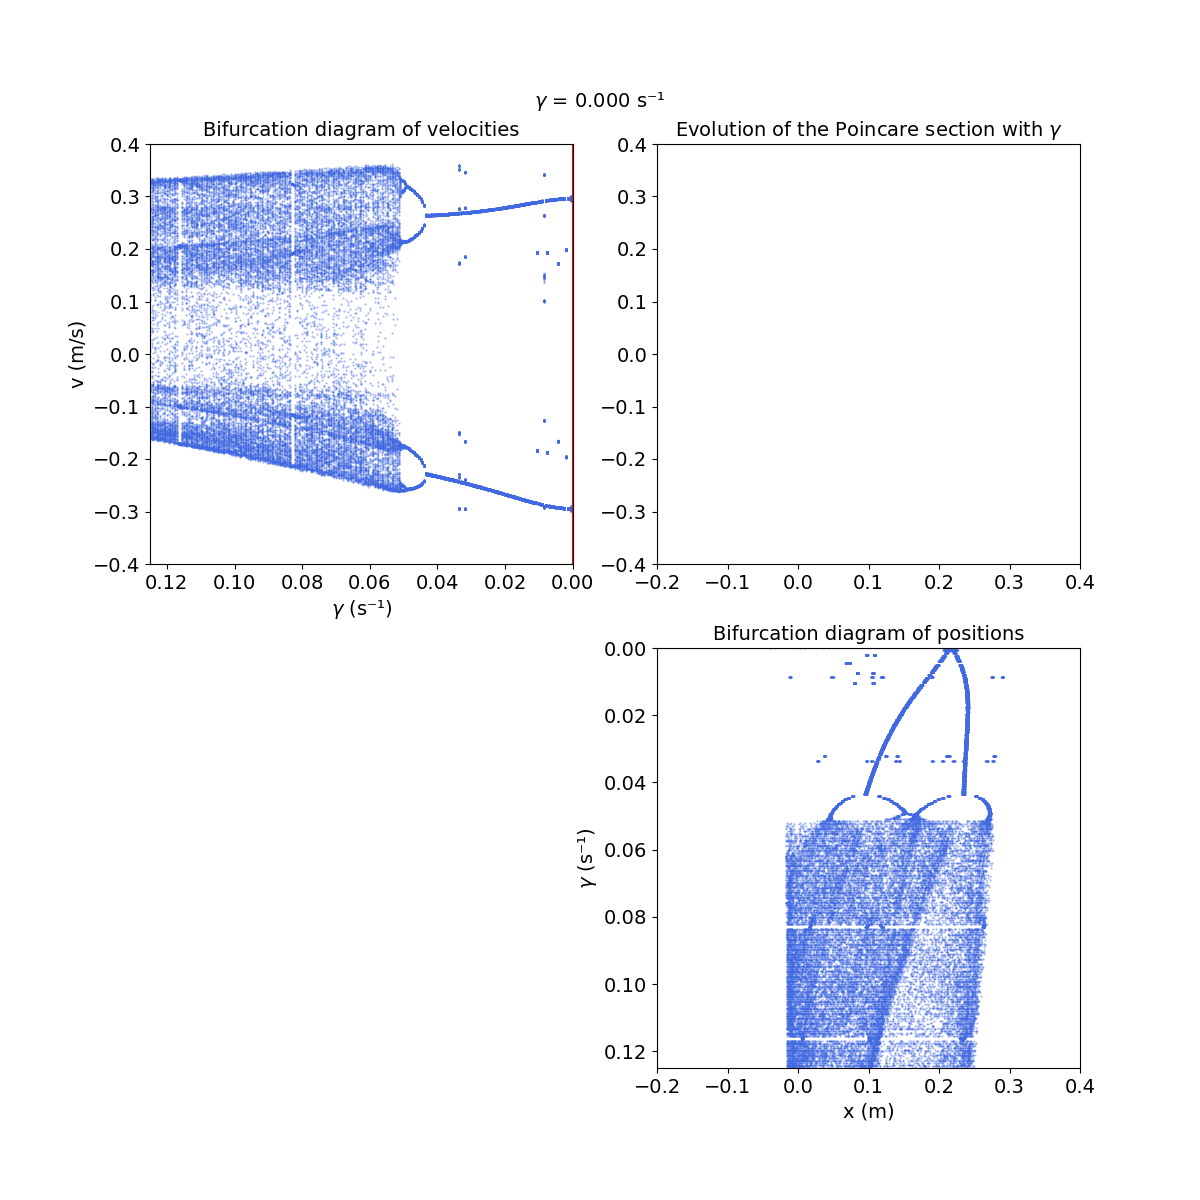 γ = 0.000 s⁻¹
Bifurcation diagram of velocities
Evolution of the Poincare section with γ
0.4
0.3
0.2
0.1
0.0
−0.1
−0.2
−0.3
−0.4
v (m/s)
0.12 0.10 0.08 0.06 0.04 0.02 0.00
γ (s⁻¹)
0.4
0.3
0.2
0.1
0.0
−0.1
−0.2
−0.3
−0.4
−0.2 −0.1 0.0 0.1 0.2 0.3 0.4
Bifurcation diagram of positions
0.00
0.02
0.04
0.06
0.08
0.10
0.12
γ (s⁻¹)
−0.2 −0.1 0.0 0.1 0.2 0.3 0.4
x (m)